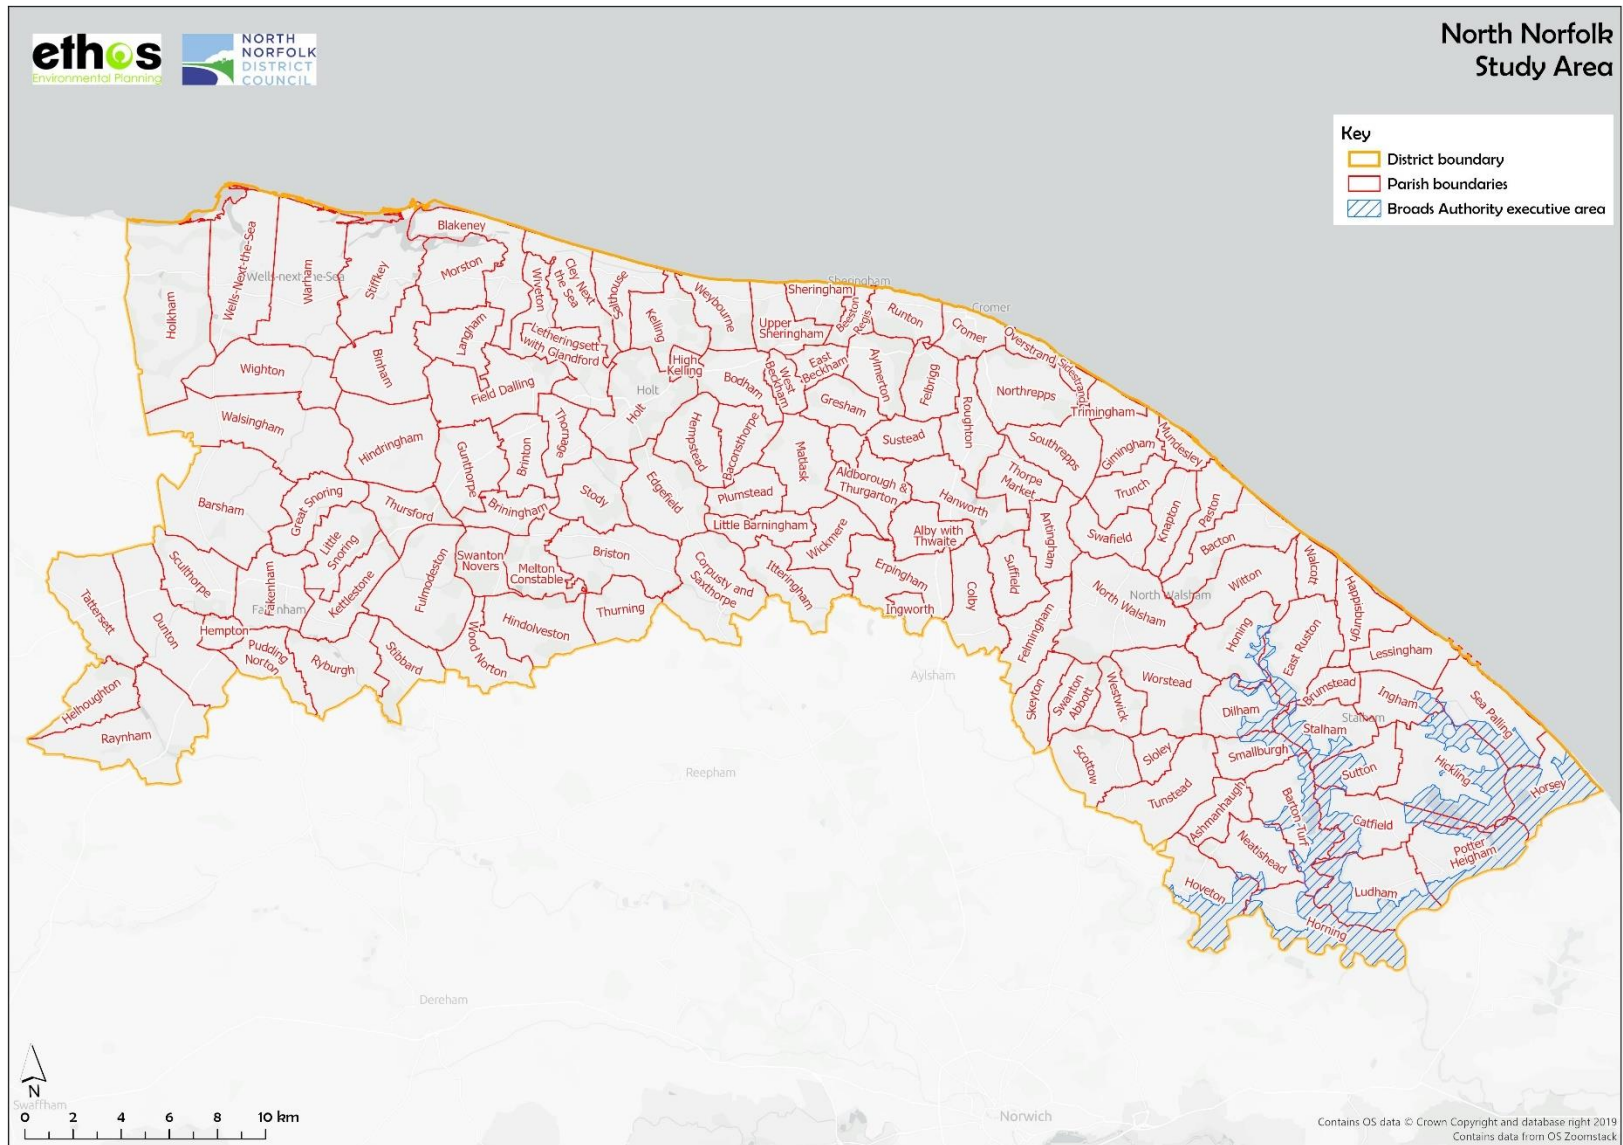 ethos
Environmental Planning
NORTH
NORFOLK
DISTRICT
COUNCIL
North Norfolk
Study Area
Key
District boundary
Parish boundaries
Broads Authority executive area
Blakeney
Wells-Next-the-Sea
Wells-next-the-Sea
Warham
Stiffkey
Morston
Holkham
Wiveton
Cley Next
the Sea
Salthouse
Kelling
Weybourne
Sheringham
Sheringham
Upper
Sheringham
Beeston
Regis
Runton
Cromer
Cromer
Overstrand
Sidestrand
Langham
Letheringsett
with Glandford
High
Kelling
Bodham
West
Beckham
East
Beckham
Aylmerton
Felbrigg
Roughton
Northrepps
Trimingham
Wighton
Binham
Field Dalling
Holt
Holt
Gresham
Walsingham
Hindringham
Gunthorpe
Brinton
Thornage
Hempstead
Baconsthorpe
Matlask
Sustead
Southrepps
Gimingham
Mundesley
Barsham
Great Snoring
Thursford
Briningham
Stody
Edgefield
Plumstead
Aldborough &
Thurgarton
Hanworth
Thorpe
Market
Trunch
Knapton
Paston
Little
Snoring
Little Barningham
Wickmere
Alby with
Thwaite
Antingham
Swafield
Bacton
Sculthorpe
Fakenham
Fakenham
Kettlestone
Fulmodeston
Swanton
Novers
Melton
Constable
Briston
Corpusty and
Saxthorpe
Itteringham
Erpingham
Ingworth
Colby
Suffield
North Walsham
North Walsham
Witton
Walcott
Happisburgh
Tattersett
Dunton
Hempton
Pudding
Norton
Ryburgh
Stibbard
Wood Norton
Hindolveston
Thurning
Felmingham
Honing
East Ruston
Lessingham
Aylsham
Helhoughton
Raynham
Skeyton
Swanton
Abbott
Westwick
Worstead
Dilham
Brumstead
Ingham
Sea Palling
Stalham
Stalham
Scottow
Sloley
Smallburgh
Sutton
Hickling
Horsey
Reepham
Tunstead
Ashmanhaugh
Barton-Turf
Catfield
Neatishead
Potter
Heigham
Hoveton
Ludham
Horning
Dereham
Swaffham
Norwich
N
0 2 4 6 8 10 km
Contains OS data © Crown Copyright and database right 2019
Contains data from OS Zoomstack